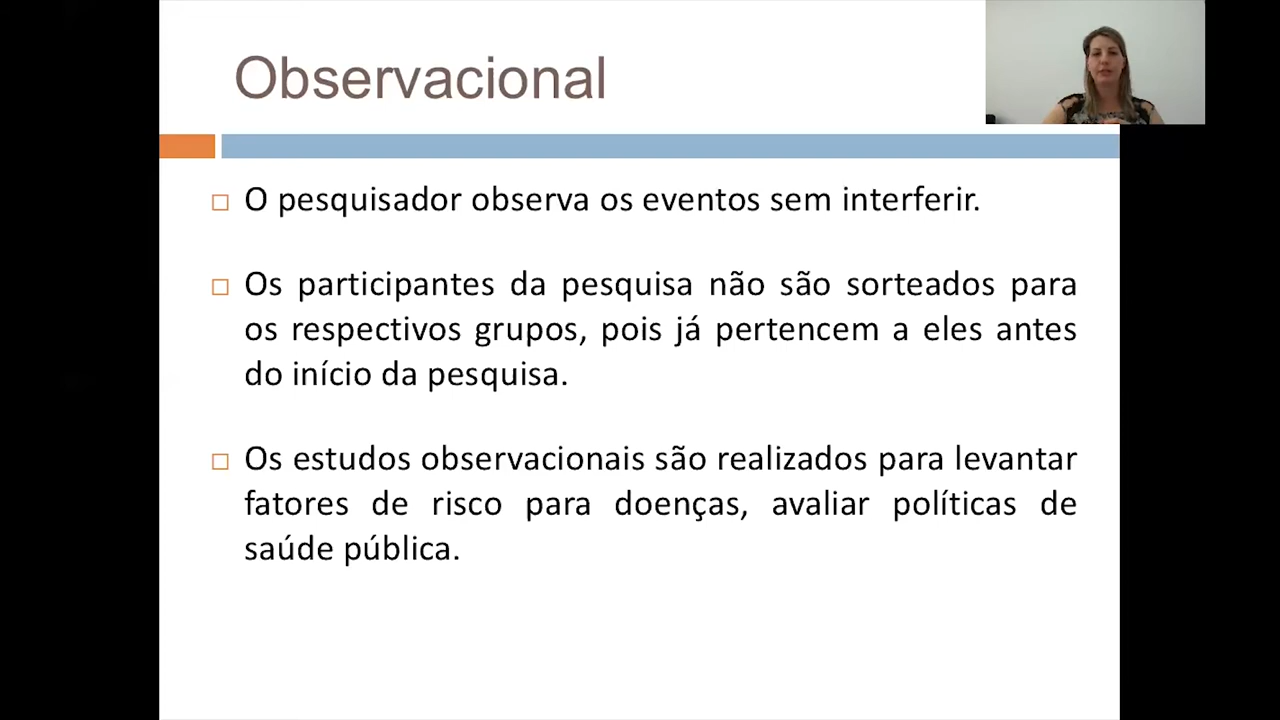 Observacional
O pesquisador observa os eventos sem interferir.
Os participantes da pesquisa não são sorteados para
os respectivos grupos, pois já pertencem a eles antes
do início da pesquisa.
Os estudos observacionais são realizados para levantar
fatores de risco para doenças, avaliar políticas de
saúde pública.